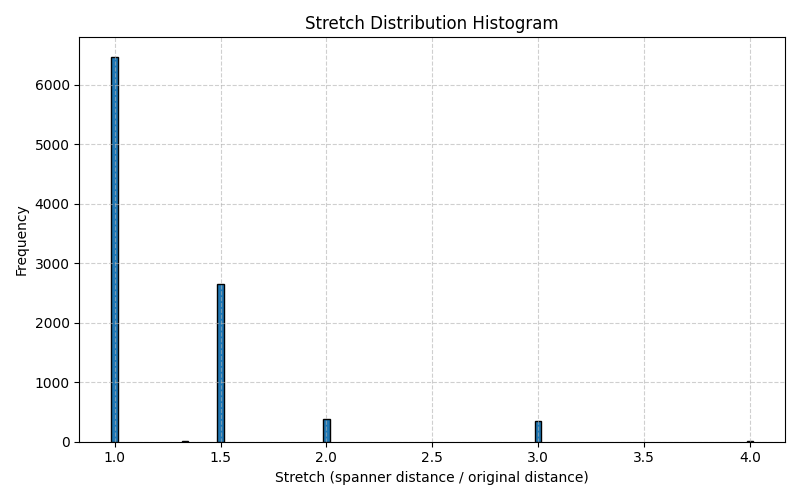 Stretch Distribution Histogram
Frequency
6000
5000
4000
3000
2000
1000
0
1.0 1.5 2.0 2.5 3.0 3.5 4.0
Stretch (spanner distance / original distance)